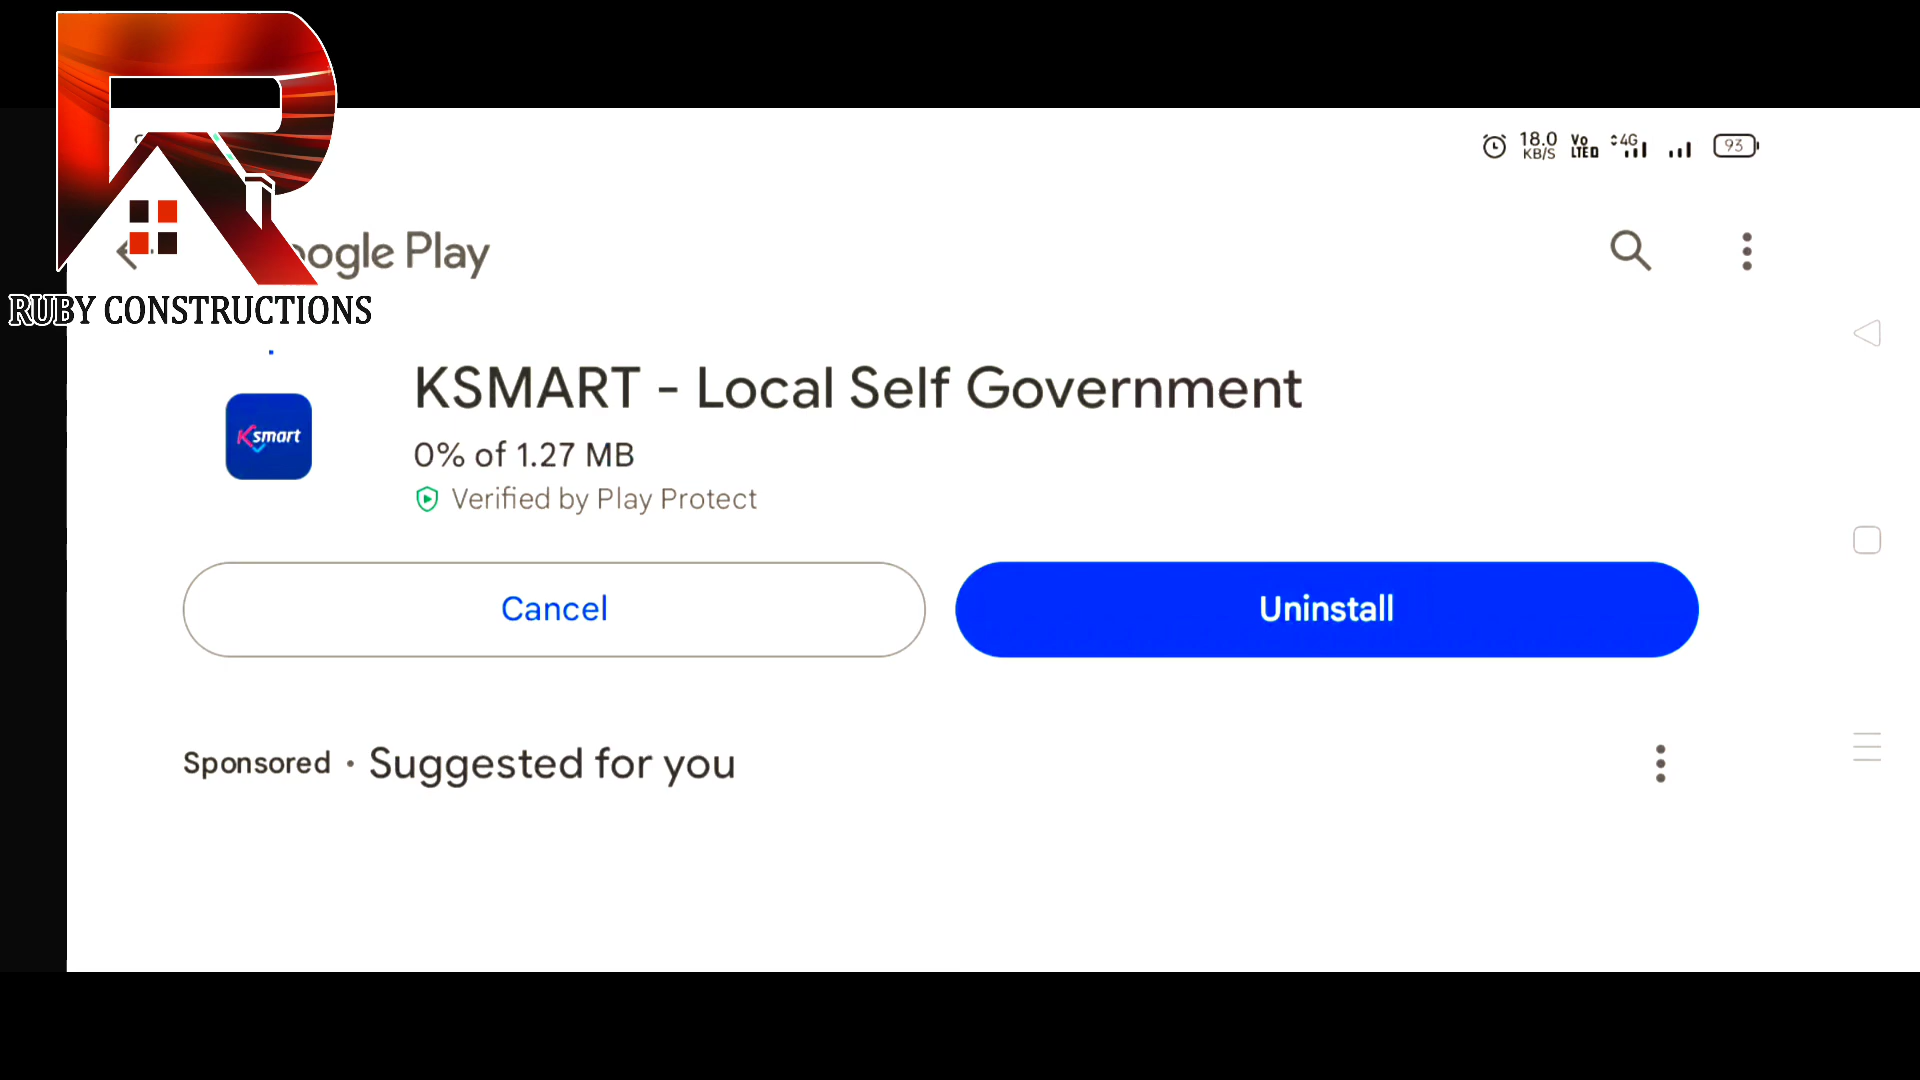 RUBY CONSTRUCTIONS
18.0
KB/S
Vo
LTE
4G
93
oogle Play
KSMART - Local Self Government
Ksmart
0% of 1.27 MB
Verified by Play Protect
Cancel
Uninstall
Sponsored • Suggested for you